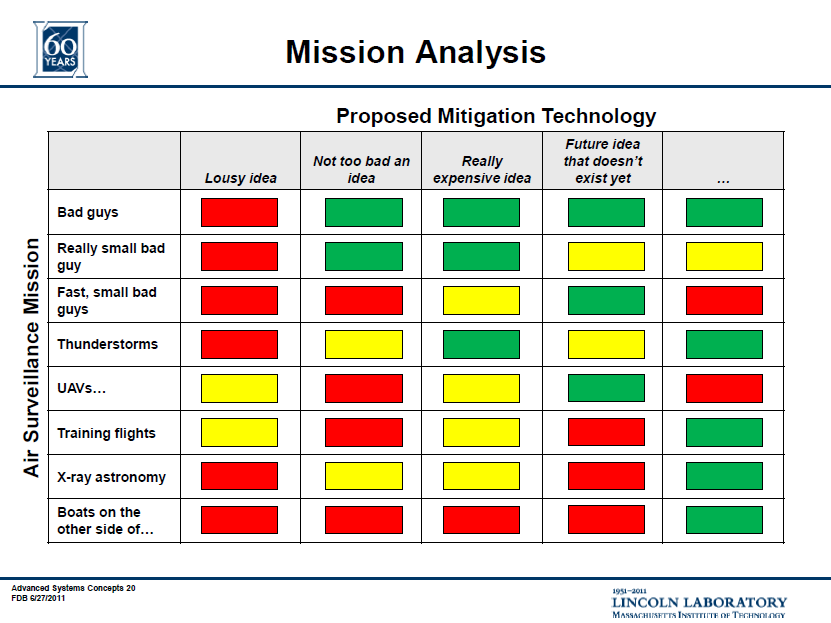 60
YEARS
Mission Analysis
Proposed Mitigation Technology
Lousy idea
Not too bad an
idea
Really
expensive idea
Future idea
that doesn't
exist yet
…
Air Surveillance Mission
Bad guys
Really small bad
guy
Fast, small bad
guys
Thunderstorms
UAVs…
Training flights
X-ray astronomy
Boats on the
other side of…
Advanced Systems Concepts 20
FDB 6/27/2011
1951–2011
LINCOLN LABORATORY
MASSACHUSETTS INSTITUTE OF TECHNOLOGY